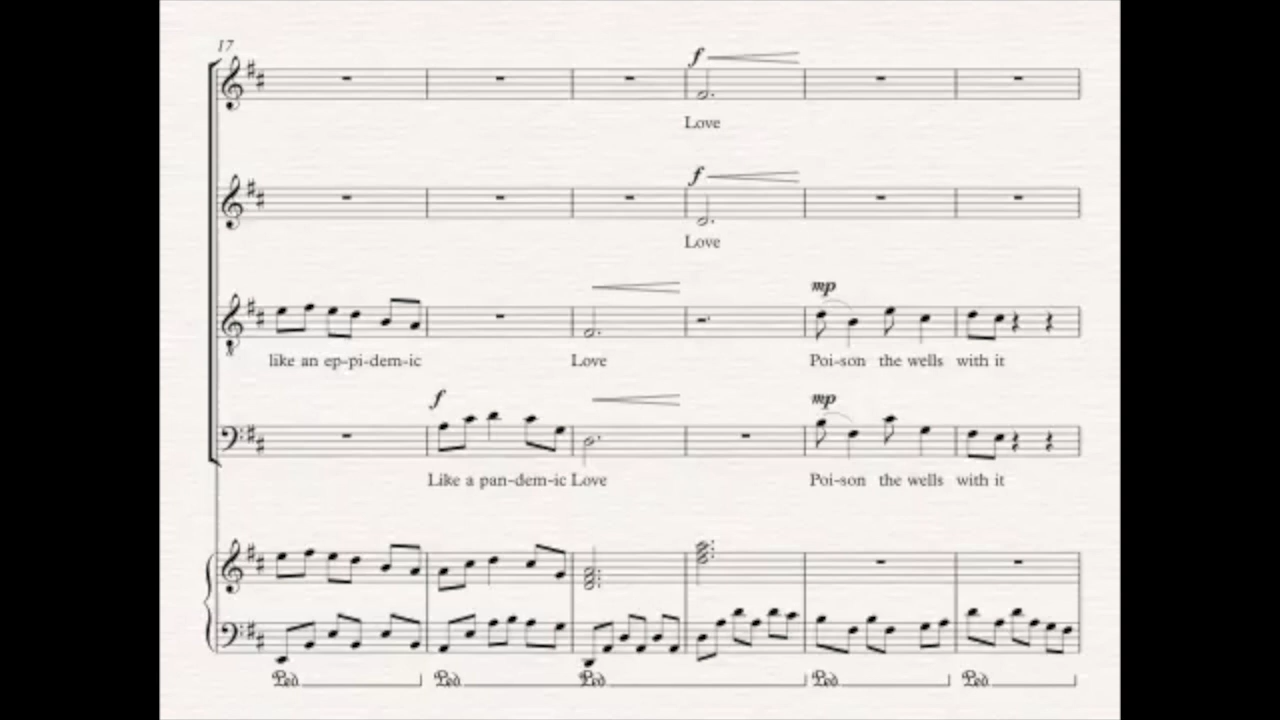 17
f
Love
f
Love
mp
like an ep-pi-dem-ic Love Poi-son the wells with it
f mp
Like a pan-dem-ic Love Poi-son the wells with it
Ped Ped Ped Ped Ped